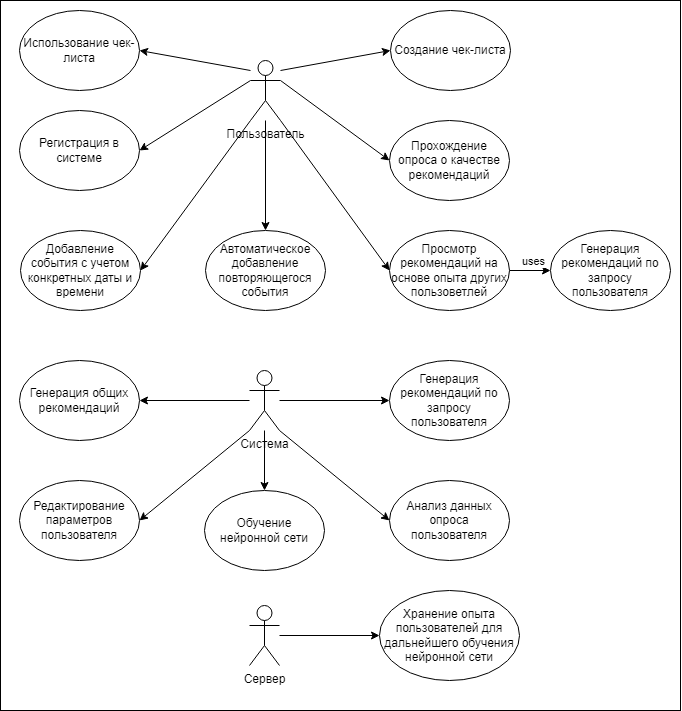 Использование чек-
листа
Создание чек-листа
Пользователь
Регистрация в
системе
Прохождение
опроса о качестве
рекомендаций
Добавление
события с учетом
конкретных даты и
времени
Автоматическое
добавление
повторяющегося
события
Просмотр
рекомендаций на
основе опыта других
пользоветлей
uses
Генерация
рекомендаций по
запросу
пользователя
Генерация общих
рекомендаций
Генерация
рекомендаций по
запросу
пользователя
Система
Редактирование
параметров
пользователя
Обучение
нейронной сети
Анализ данных
опроса
пользователя
Сервер
Хранение опыта
пользователей для
дальнейшего обучения
нейронной сети